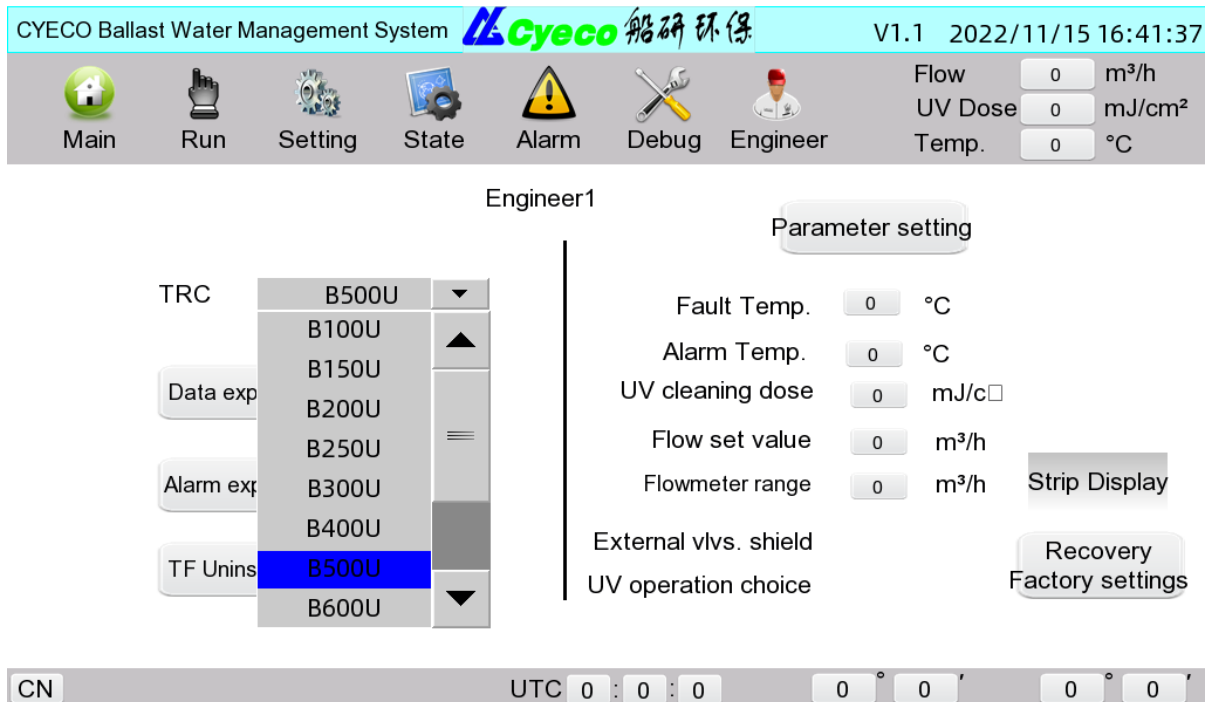 CYECO Ballast Water Management System Cyeco 船研环保 V1.1 2022/11/15 16:41:37
Main Run Setting State Alarm Debug Engineer
Flow 0 m³/h
UV Dose 0 mJ/cm²
Temp. 0 °C
Engineer1
TRC B500U
B100U
B150U
B200U
B250U
B300U
B400U
B500U
B600U
Data exp
Alarm exp
TF Unins
Parameter setting
Fault Temp. 0 °C
Alarm Temp. 0 °C
UV cleaning dose 0 mJ/c□
Flow set value 0 m³/h
Flowmeter range 0 m³/h
External vlvs. shield
UV operation choice
Strip Display
Recovery
Factory settings
CN UTC 0 : 0 : 0 0 ° 0 ′ 0 ° 0 ′